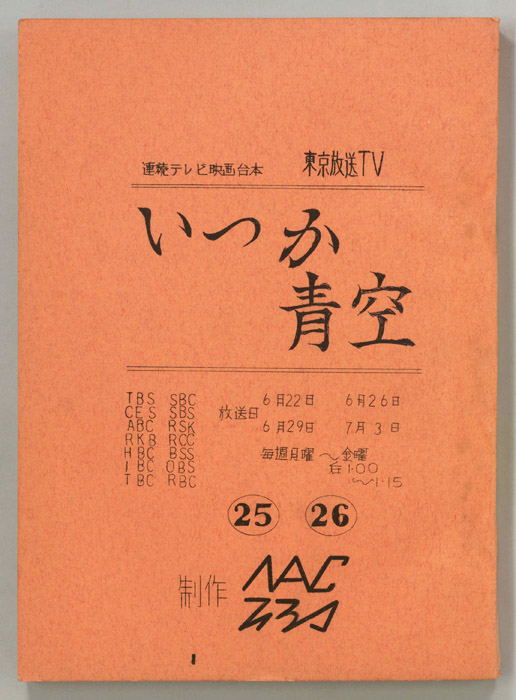 連続テレビ映画台本 東京放送TV
いつか
青空
TBS SBC
CBS SBS
ABC RSK
RKB RCC
HBC BSS
IBC OBS
TBC RBC
放送日
6月22日 6月26日
6月29日 7月3日
毎週月曜〜金曜
后1:00
〜1:15
25 26
制作 NAC